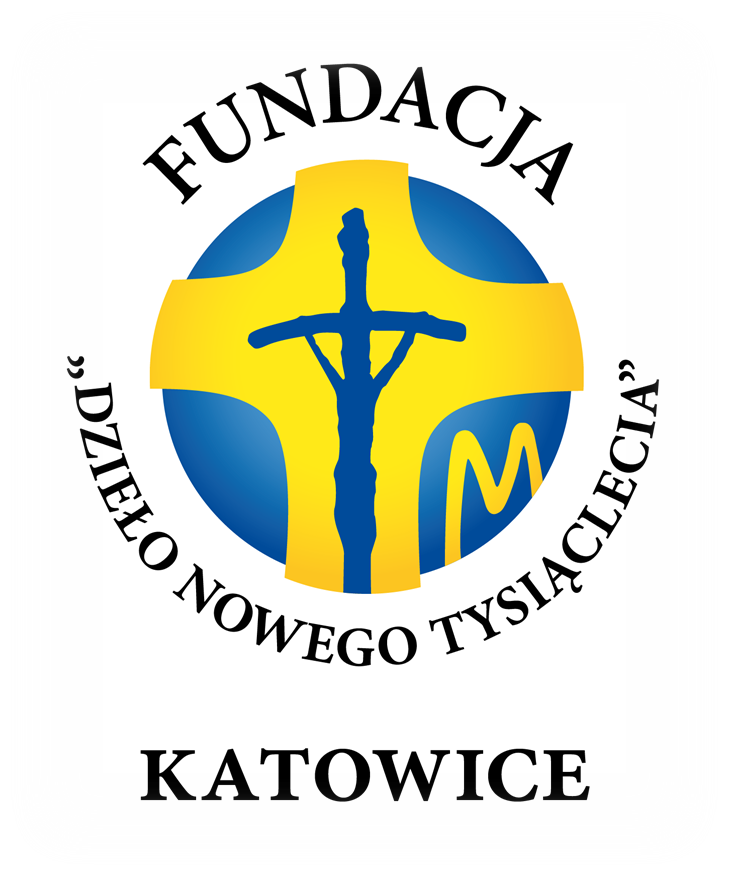 FUNDACJA
„DZIEŁO NOWEGO TYSIĄCLECIA”
M
KATOWICE